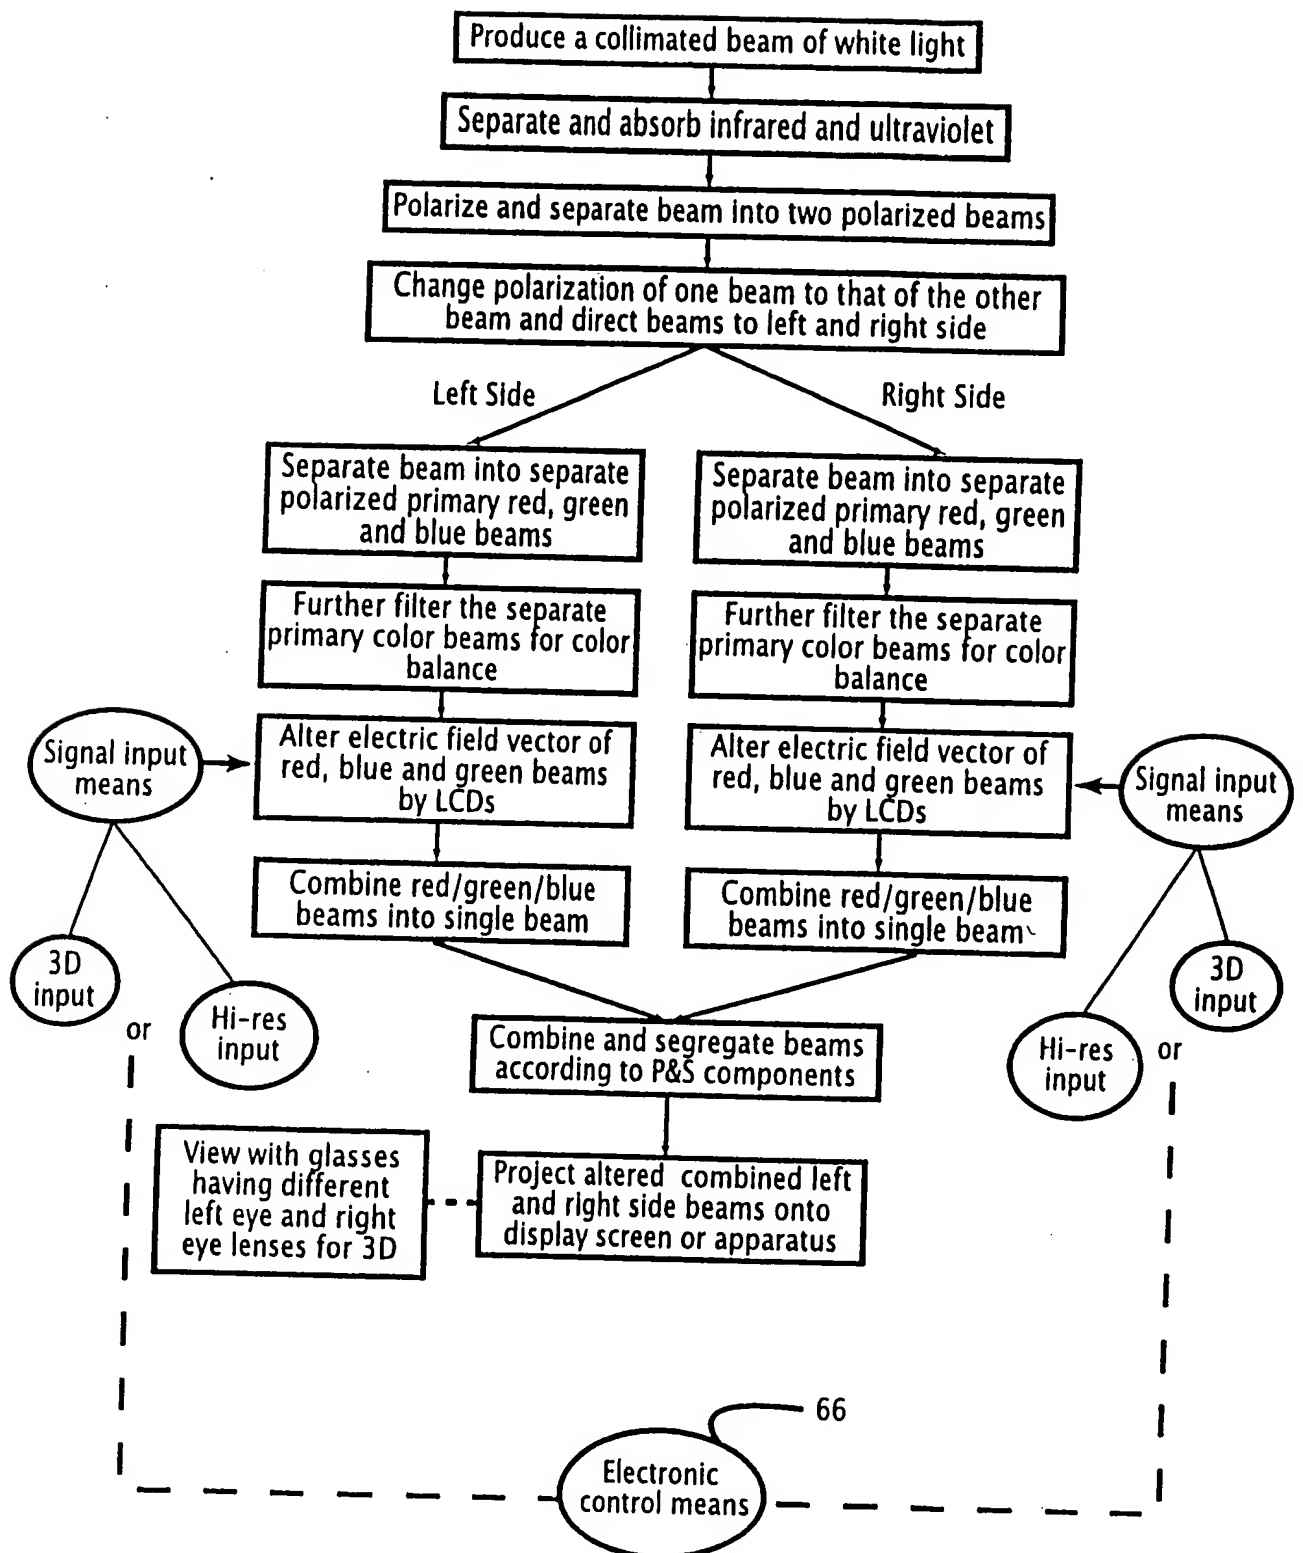 Produce a collimated beam of white light
Separate and absorb infrared and ultraviolet
Polarize and separate beam into two polarized beams
Change polarization of one beam to that of the other
beam and direct beams to left and right side
Left Side
Right Side
Separate beam into separate
polarized primary red, green
and blue beams
Separate beam into separate
polarized primary red, green
and blue beams
Further filter the separate
primary color beams for color
balance
Further filter the separate
primary color beams for color
balance
Signal input
means
Alter electric field vector of
red, blue and green beams
by LCDs
Alter electric field vector of
red, blue and green beams
by LCDs
Signal input
means
Combine red/green/blue
beams into single beam
Combine red/green/blue
beams into single beam
3D
input
or
Hi-res
input
Hi-res
input
or
3D
input
Combine and segregate beams
according to P&S components
View with glasses
having different
left eye and right
eye lenses for 3D
Project altered combined left
and right side beams onto
display screen or apparatus
66
Electronic
control means